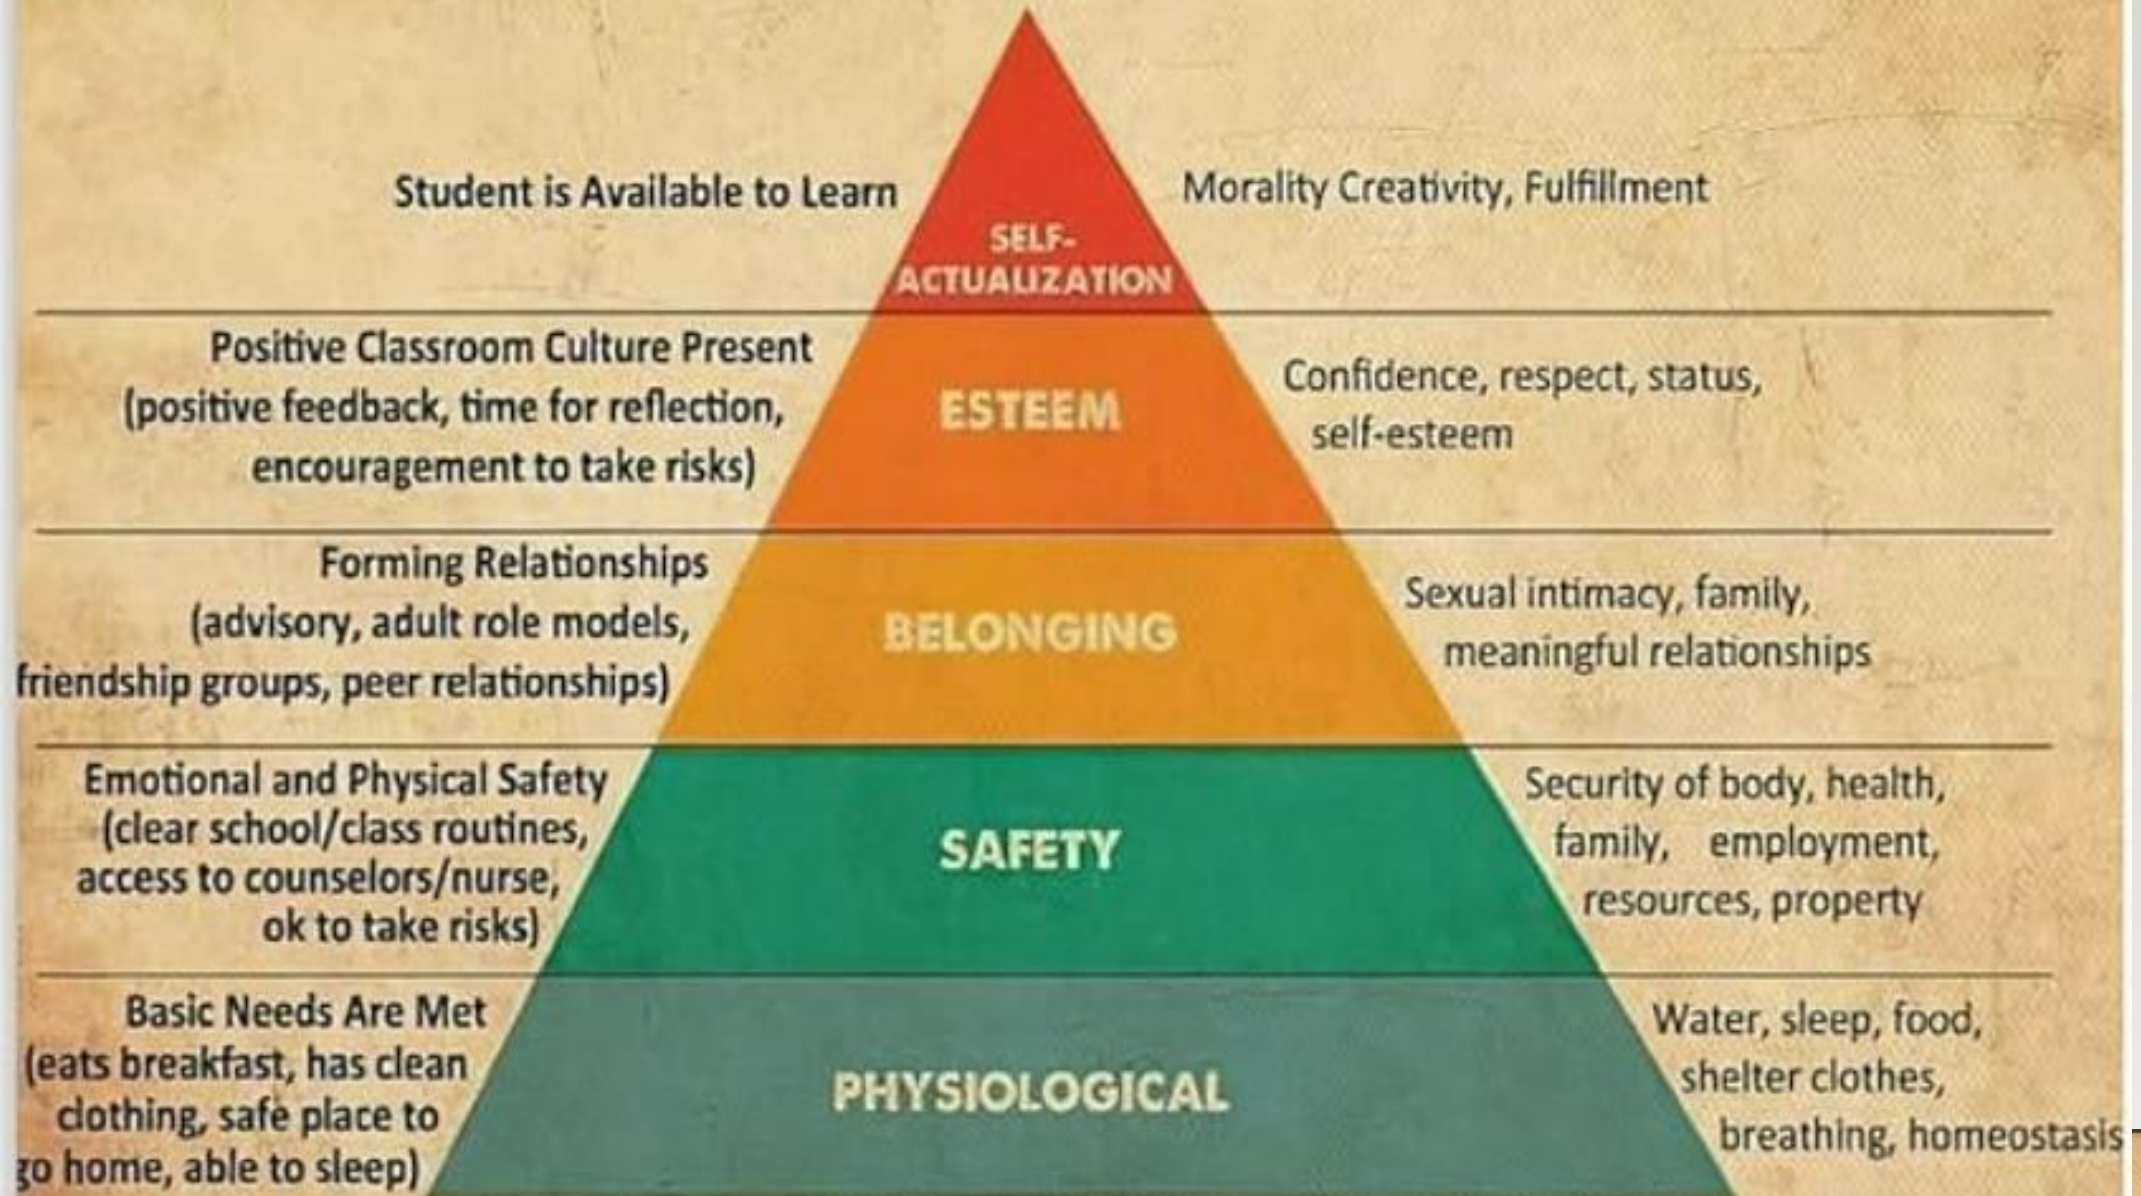 Student is Available to Learn
Morality Creativity, Fulfillment
SELF-
ACTUALIZATION
Positive Classroom Culture Present
(positive feedback, time for reflection,
encouragement to take risks)
ESTEEM
Confidence, respect, status,
self-esteem
Forming Relationships
(advisory, adult role models,
friendship groups, peer relationships)
BELONGING
Sexual intimacy, family,
meaningful relationships
Emotional and Physical Safety
(clear school/class routines,
access to counselors/nurse,
ok to take risks)
SAFETY
Security of body, health,
family, employment,
resources, property
Basic Needs Are Met
(eats breakfast, has clean
clothing, safe place to
go home, able to sleep)
PHYSIOLOGICAL
Water, sleep, food,
shelter clothes,
breathing, homeostasis